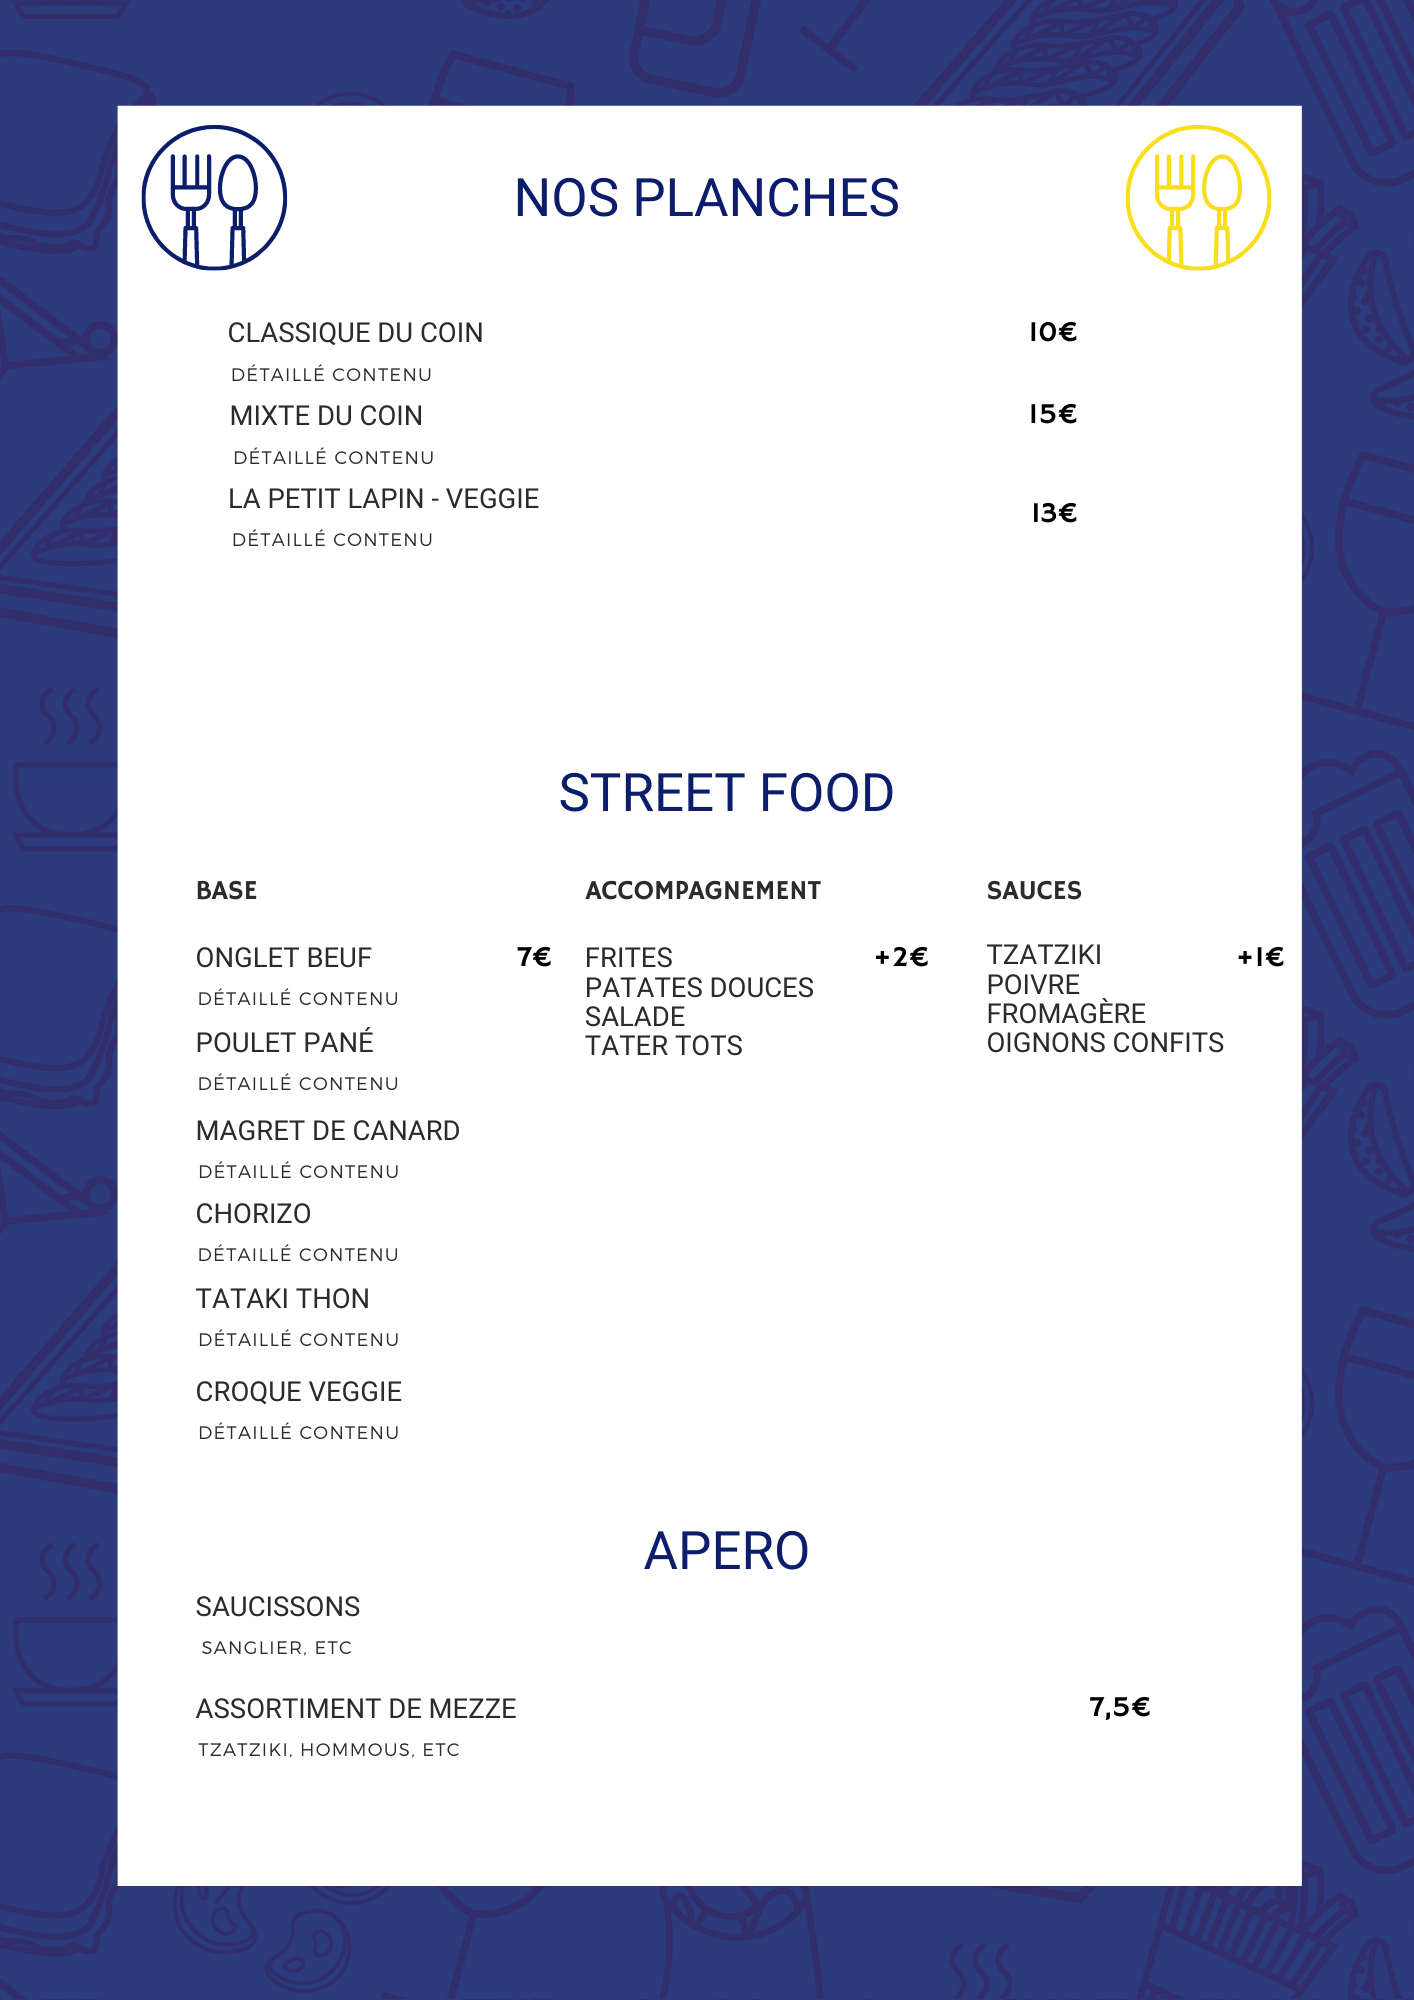 NOS PLANCHES
CLASSIQUE DU COIN 10€
DÉTAILLÉ CONTENU
MIXTE DU COIN 15€
DÉTAILLÉ CONTENU
LA PETIT LAPIN - VEGGIE 13€
DÉTAILLÉ CONTENU
STREET FOOD
BASE
ONGLET BEUF 7€
DÉTAILLÉ CONTENU
POULET PANÉ
DÉTAILLÉ CONTENU
MAGRET DE CANARD
DÉTAILLÉ CONTENU
CHORIZO
DÉTAILLÉ CONTENU
TATAKI THON
DÉTAILLÉ CONTENU
CROQUE VEGGIE
DÉTAILLÉ CONTENU
ACCOMPAGNEMENT
FRITES +2€
PATATES DOUCES
SALADE
TATER TOTS
SAUCES
TZATZIKI +1€
POIVRE
FROMAGÈRE
OIGNONS CONFITS
APERO
SAUCISSONS
SANGLIER, ETC
ASSORTIMENT DE MEZZE 7,5€
TZATZIKI, HOMMOUS, ETC